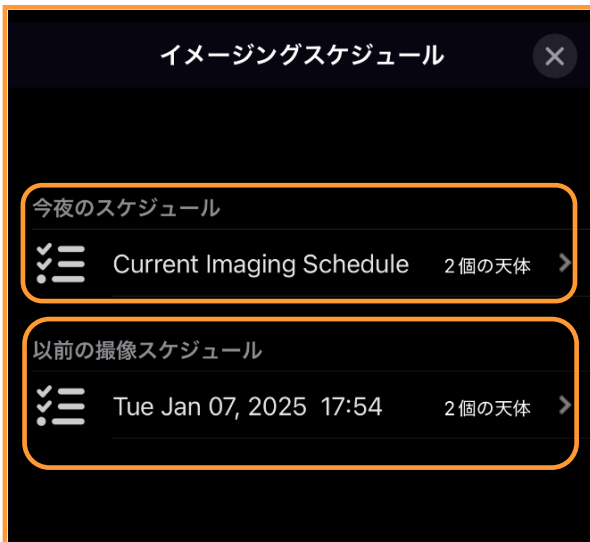 イメージングスケジュール
今夜のスケジュール
Current Imaging Schedule 2個の天体
以前の撮像スケジュール
Tue Jan 07, 2025 17:54 2個の天体